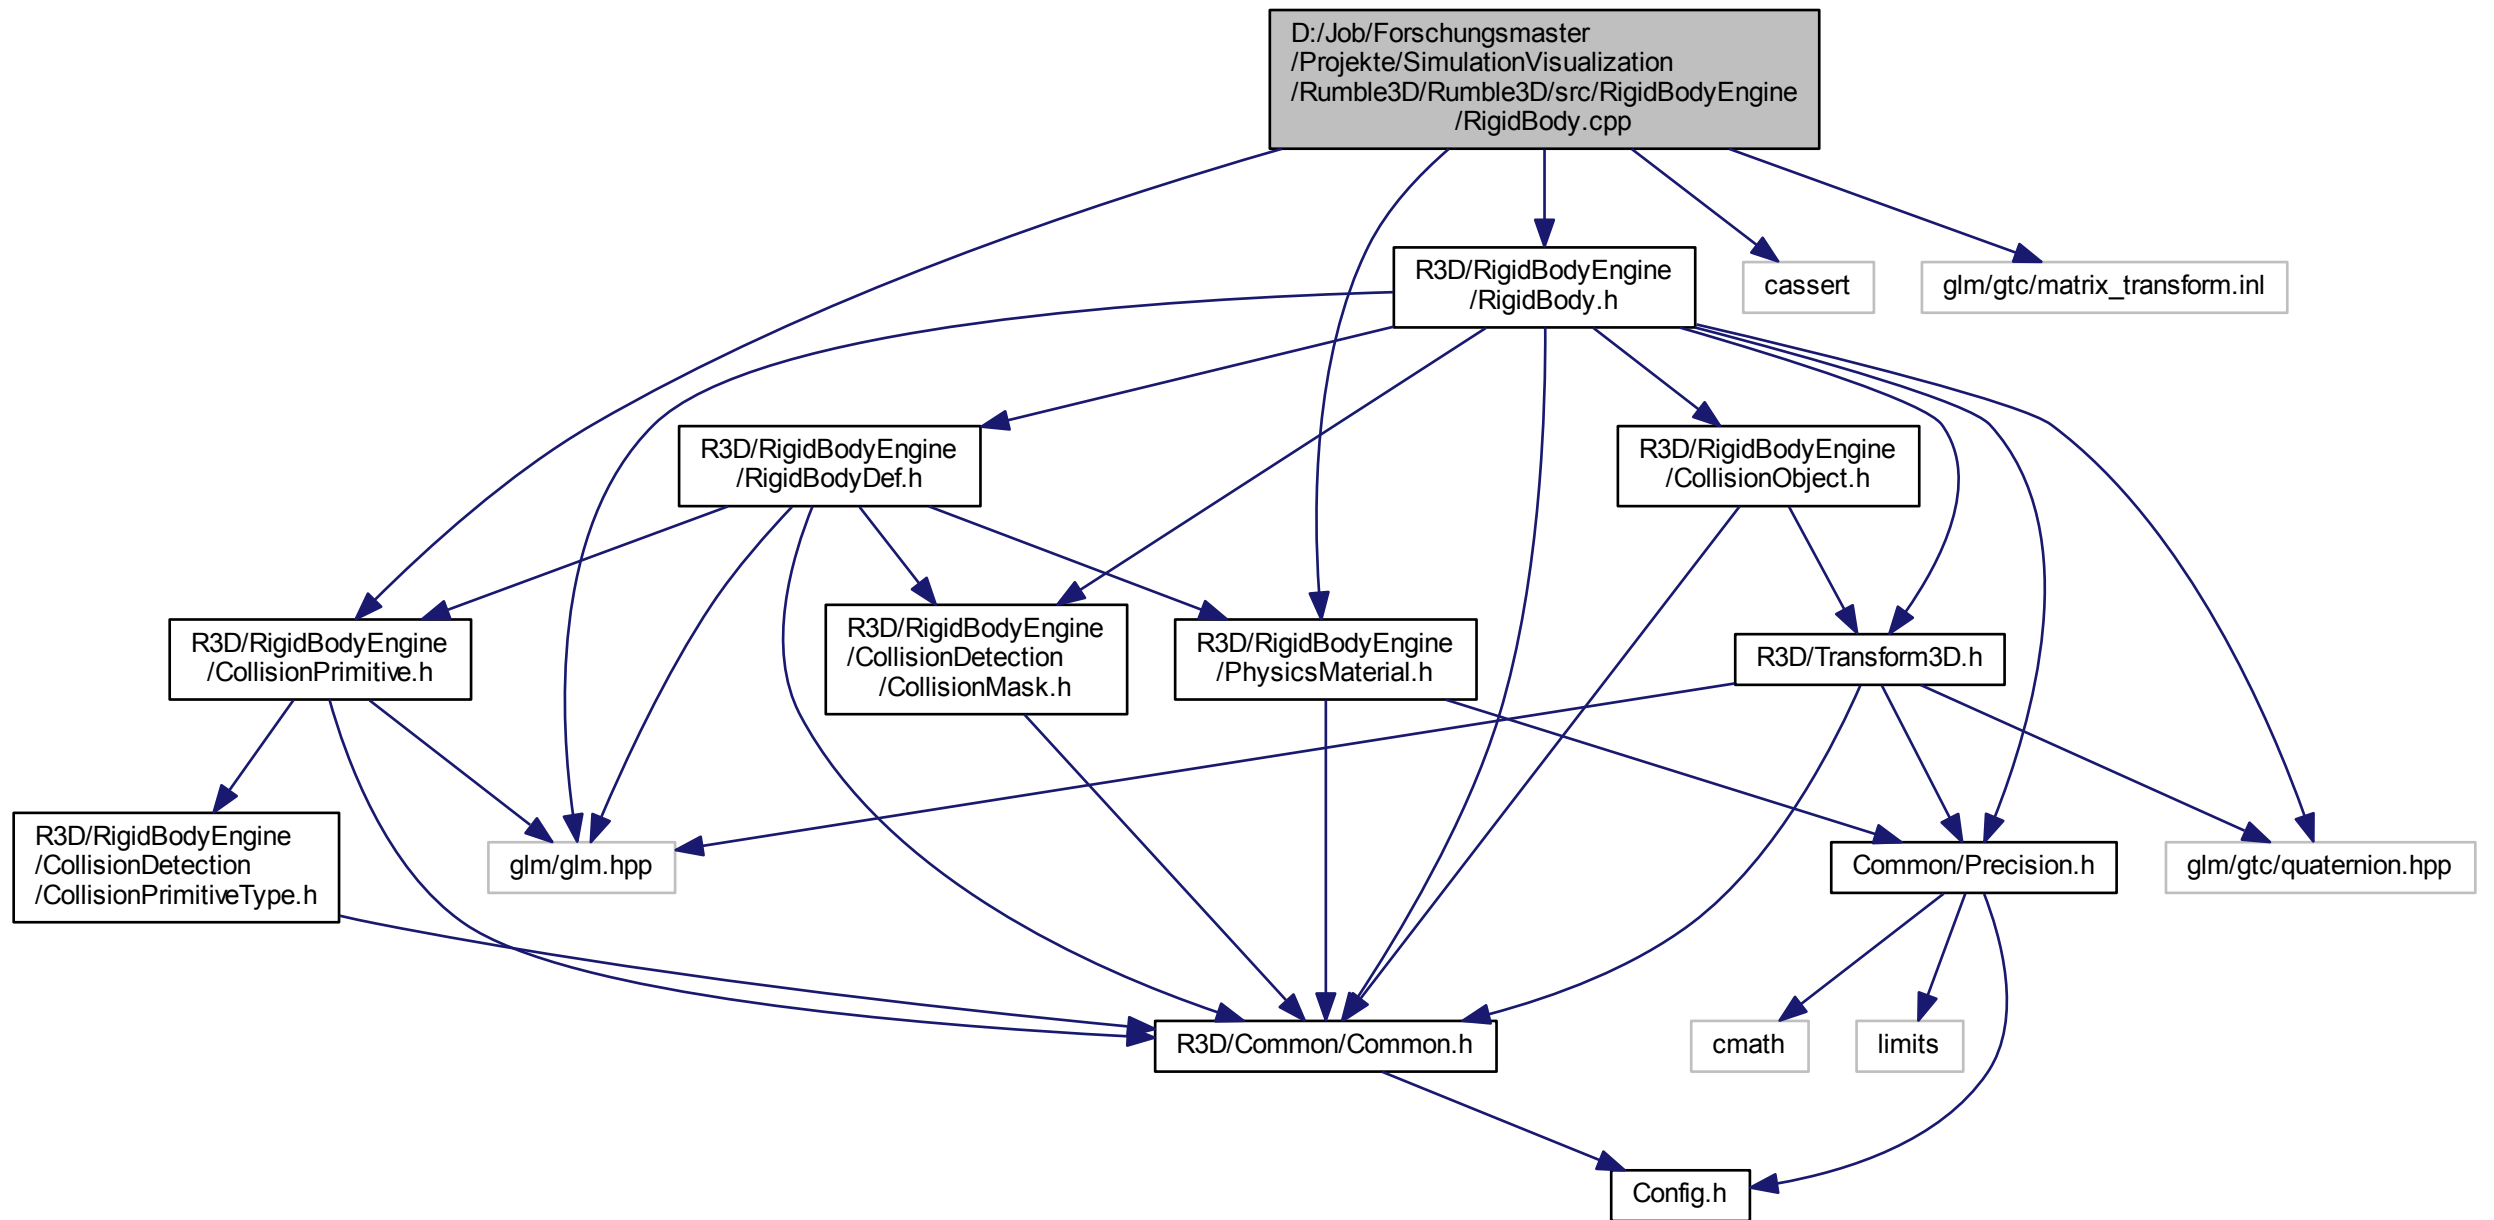 D:/Job/Forschungsmaster
/Projekte/SimulationVisualization
/Rumble3D/Rumble3D/src/RigidBodyEngine
/RigidBody.cpp
R3D/RigidBodyEngine
/RigidBody.h
cassert
glm/gtc/matrix_transform.inl
R3D/RigidBodyEngine
/RigidBodyDef.h
R3D/RigidBodyEngine
/CollisionObject.h
R3D/RigidBodyEngine
/CollisionPrimitive.h
R3D/RigidBodyEngine
/CollisionDetection
/CollisionMask.h
R3D/RigidBodyEngine
/PhysicsMaterial.h
R3D/Transform3D.h
R3D/RigidBodyEngine
/CollisionDetection
/CollisionPrimitiveType.h
glm/glm.hpp
Common/Precision.h
glm/gtc/quaternion.hpp
R3D/Common/Common.h
cmath
limits
Config.h